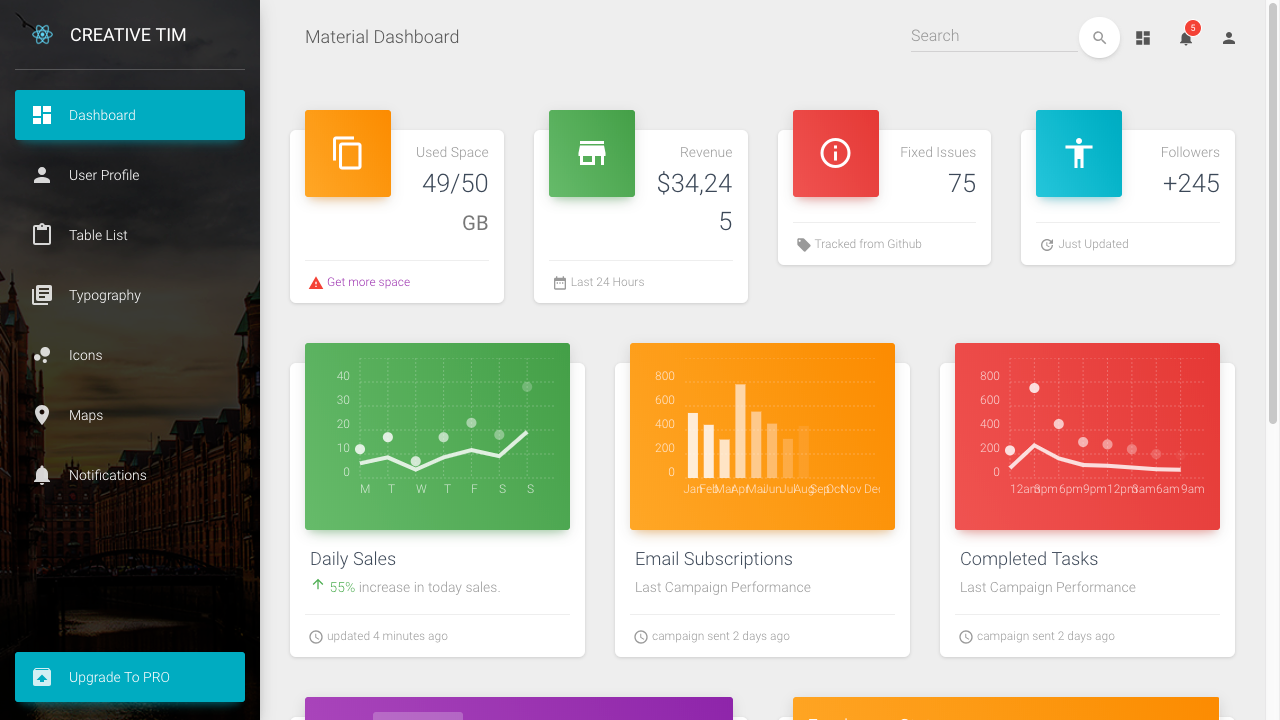 CREATIVE TIM
Dashboard
User Profile
Table List
Typography
Icons
Maps
Notifications
Upgrade To PRO
Material Dashboard
Search
5
Used Space
49/50
GB
Get more space
Revenue
$34,24
5
Last 24 Hours
Fixed Issues
75
Tracked from Github
Followers
+245
Just Updated
40
30
20
10
0
M T W T F S S
Daily Sales
55% increase in today sales.
updated 4 minutes ago
800
600
400
200
0
Jan Feb Mar Apr Mai Jun Jul Aug Sep Oct Nov Dec
Email Subscriptions
Last Campaign Performance
campaign sent 2 days ago
800
600
400
200
0
12am 3pm 6pm 9pm 12pm 3am 6am 9am
Completed Tasks
Last Campaign Performance
campaign sent 2 days ago